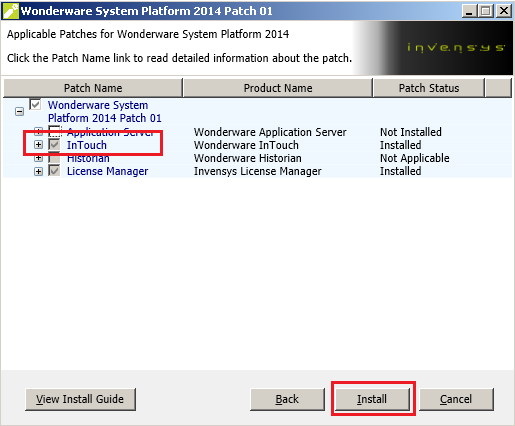 Wonderware System Platform 2014 Patch 01
Applicable Patches for Wonderware System Platform 2014
invensys
Click the Patch Name link to read detailed information about the patch.
Patch Name Product Name Patch Status
Wonderware System
Platform 2014 Patch 01
Application Server Wonderware Application Server Not Installed
InTouch Wonderware InTouch Installed
Historian Wonderware Historian Not Applicable
License Manager Invensys License Manager Installed
View Install Guide Back Install Cancel